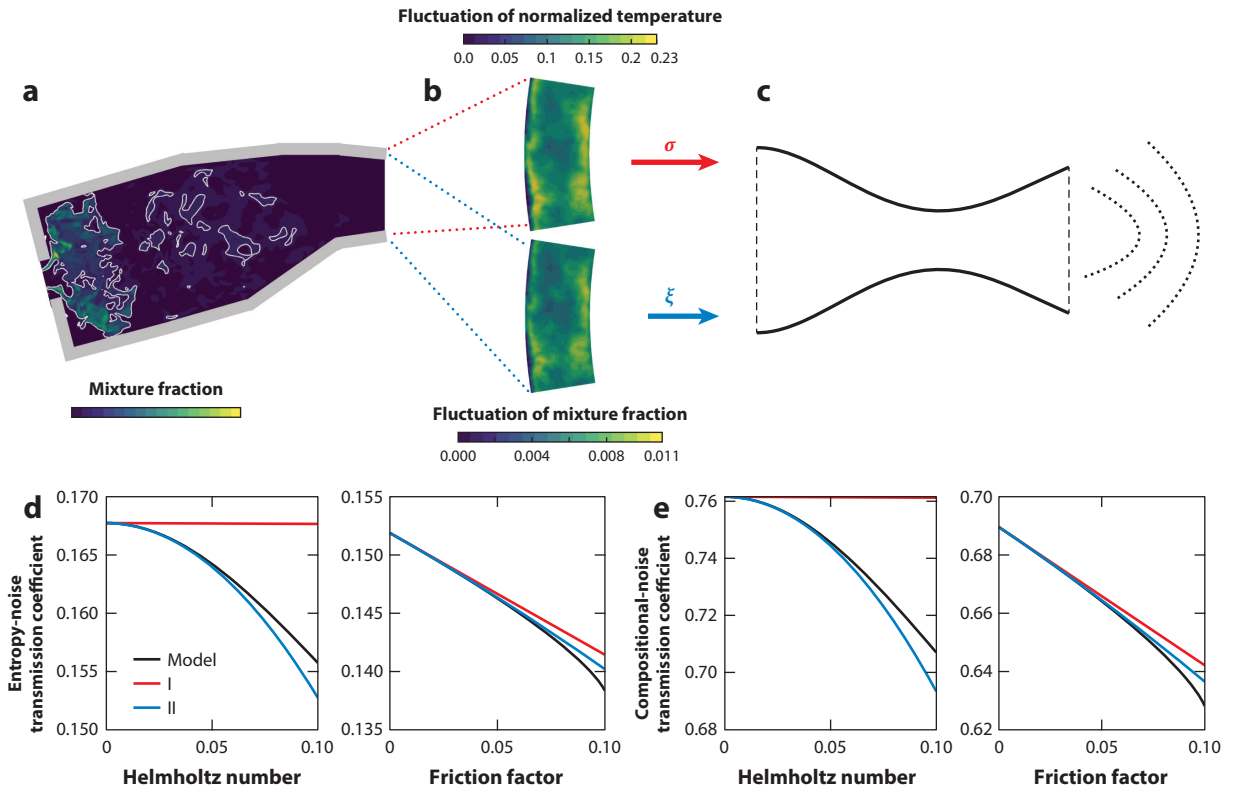 Fluctuation of normalized temperature
0.0 0.05 0.1 0.15 0.2 0.23
a
b
c
σ
ξ
Mixture fraction
Fluctuation of mixture fraction
0.000 0.004 0.008 0.011
d
Entropy-noise
transmission coefficient
0.170
0.165
0.160
0.155
0.150
Model
I
II
0 0.05 0.10
Helmholtz number
0.155
0.150
0.145
0.140
0.135
0 0.05 0.10
Friction factor
e
Compositional-noise
transmission coefficient
0.76
0.74
0.72
0.70
0.68
0 0.05 0.10
Helmholtz number
0.70
0.68
0.66
0.64
0.62
0 0.05 0.10
Friction factor